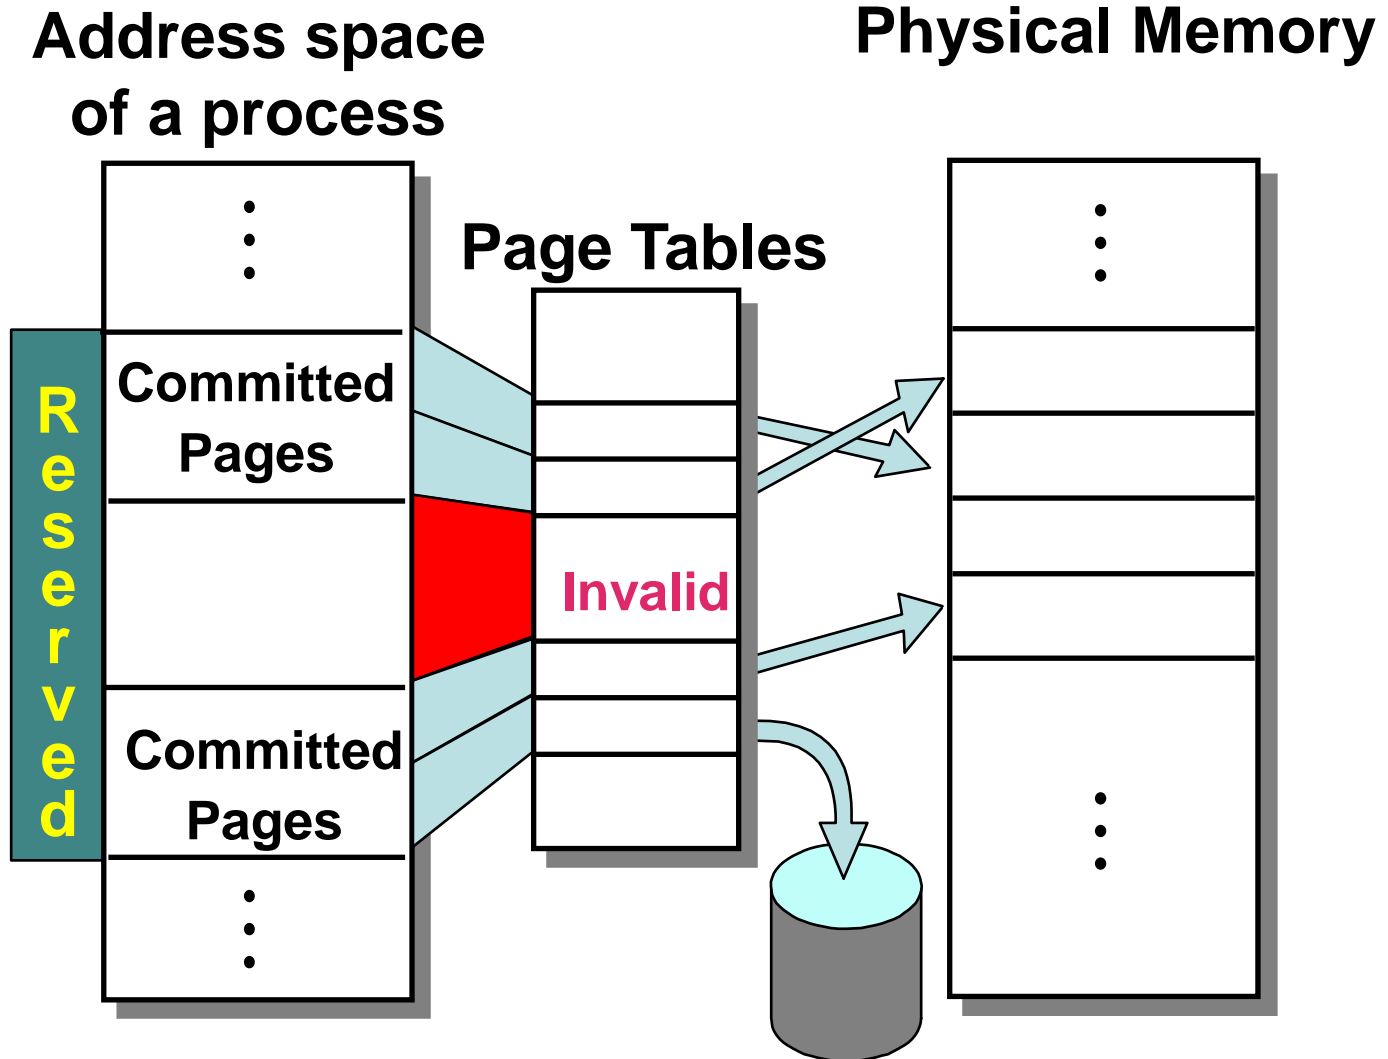 Address space
of a process
Physical Memory
Page Tables
Reserved
Committed
Pages
Invalid
Committed
Pages